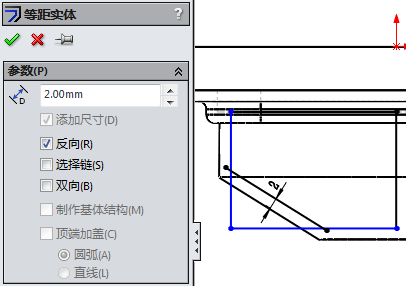 等距实体
?
参数(P)
D
2.00mm
添加尺寸(D)
反向(R)
选择链(S)
双向(B)
制作基体结构(M)
顶端加盖(C)
圆弧(A)
直线(L)
2